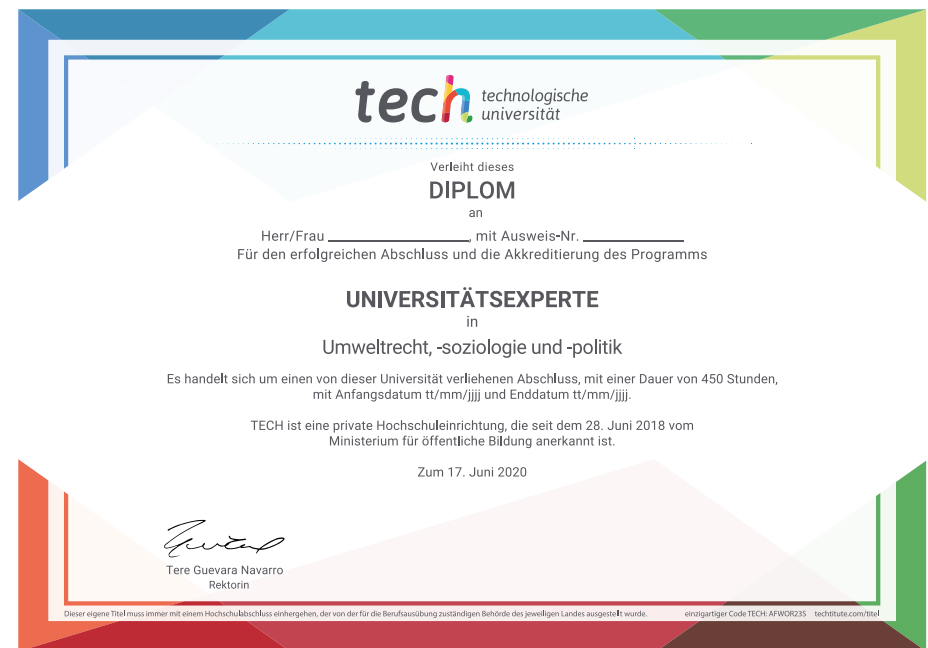 tech technologische
universität
Verleiht dieses
DIPLOM
an
Herr/Frau ____________________, mit Ausweis-Nr. ______________
Für den erfolgreichen Abschluss und die Akkreditierung des Programms
UNIVERSITÄTSEXPERTE
in
Umweltrecht, -soziologie und -politik
Es handelt sich um einen von dieser Universität verliehenen Abschluss, mit einer Dauer von 450 Stunden,
mit Anfangsdatum tt/mm/jjjj und Enddatum tt/mm/jjjj.
TECH ist eine private Hochschuleinrichtung, die seit dem 28. Juni 2018 vom
Ministerium für öffentliche Bildung anerkannt ist.
Zum 17. Juni 2020
Tere Guevara Navarro
Rektorin
Dieser eigene Titel muss immer mit einem Hochschulabschluss einhergehen, der von der für die Berufsausübung zuständigen Behörde des jeweiligen Landes ausgestellt wurde. einzigartiger Code TECH: AFWOR23S techtitute.com/titel